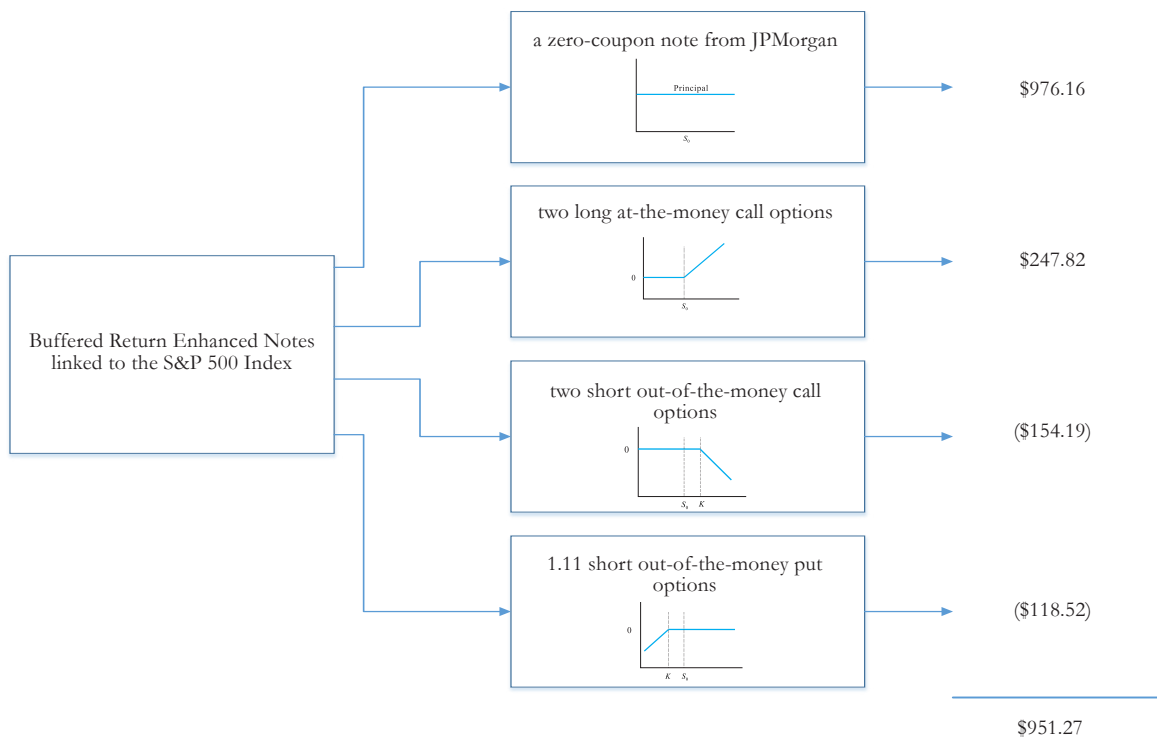 a zero-coupon note from JPMorgan
Principal
S₀
$976.16
two long at-the-money call options
0
S₀
$247.82
Buffered Return Enhanced Notes
linked to the S&P 500 Index
two short out-of-the-money call
options
0
S₀ K
($154.19)
1.11 short out-of-the-money put
options
0
K S₀
($118.52)
$951.27